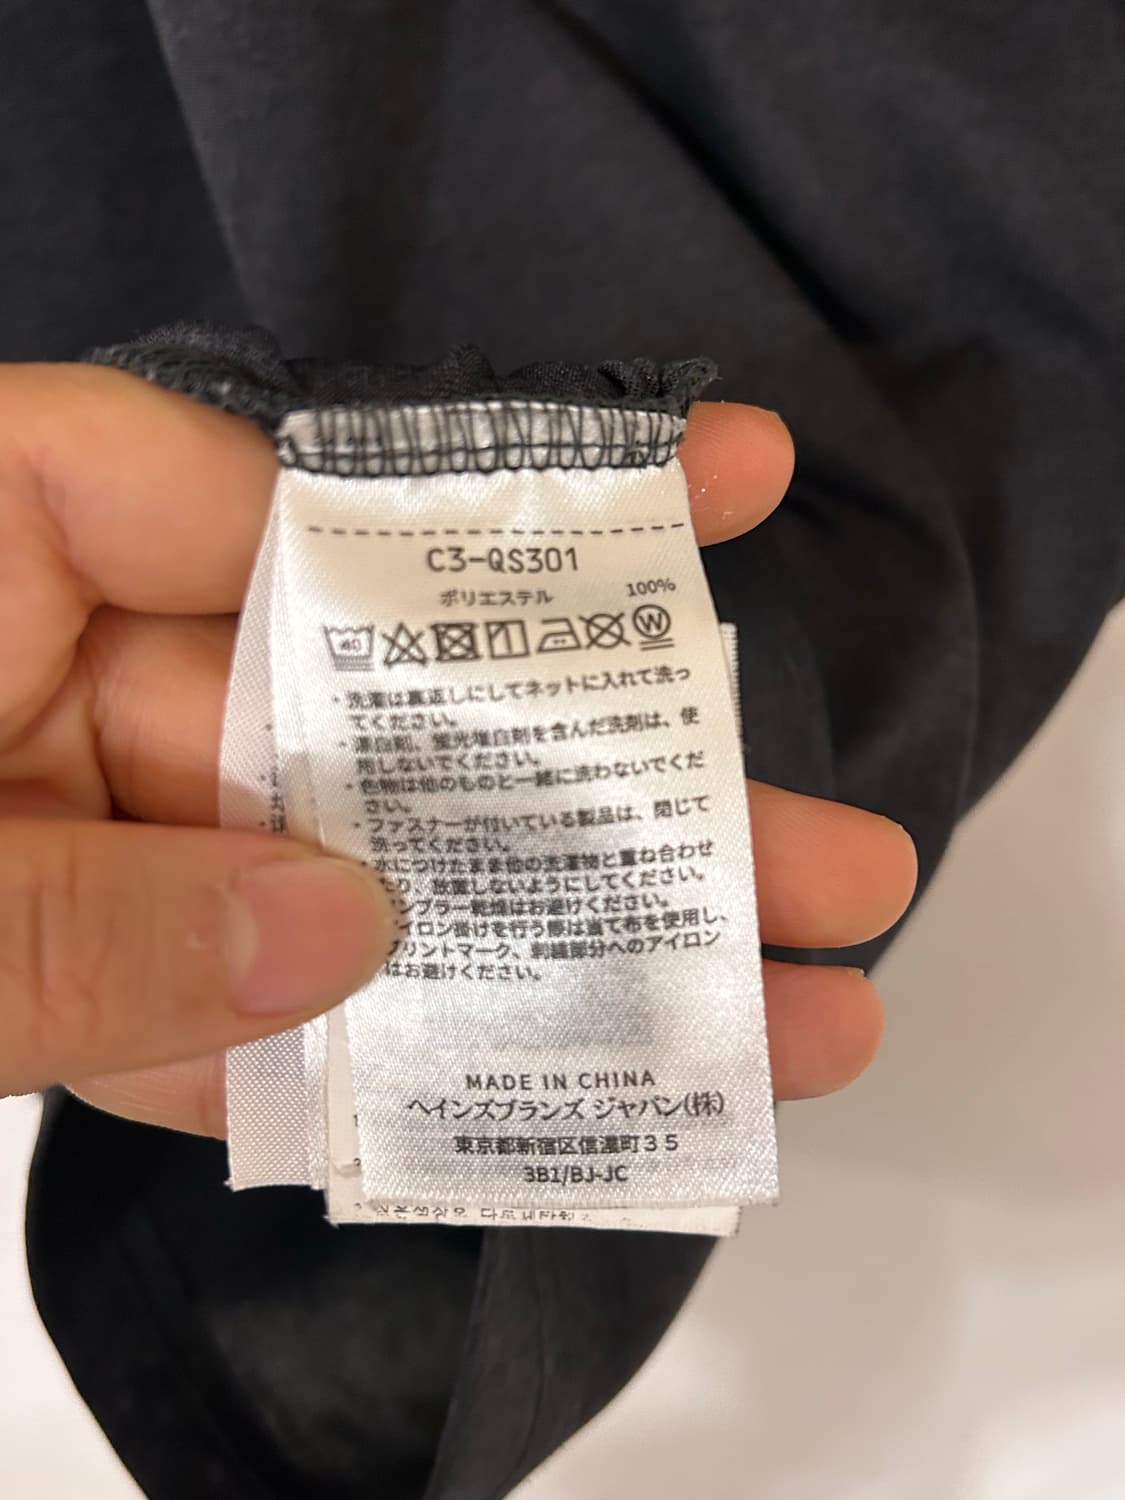 C3-QS301
ポリエステル 100%
40
W
・洗濯は裏返しにしてネットに入れて洗っ
てください。
・漂白剤、蛍光増白剤を含んだ洗剤は、使
用しないでください。
・色物は他のものと一緒に洗わないでくだ
さい。
・ファスナーが付いている製品は、閉じて
洗ってください。
水につけたまま他の洗濯物と重ね合わせ
たり、放置しないようにしてください。
ンブラー乾燥はお避けください。
イロン掛けを行う際は当て布を使用し、
プリントマーク、刺繍部分へのアイロン
はお避けください。
MADE IN CHINA
ヘインズブランズ ジャパン(株)
東京都新宿区信濃町35
3B1/BJ-JC